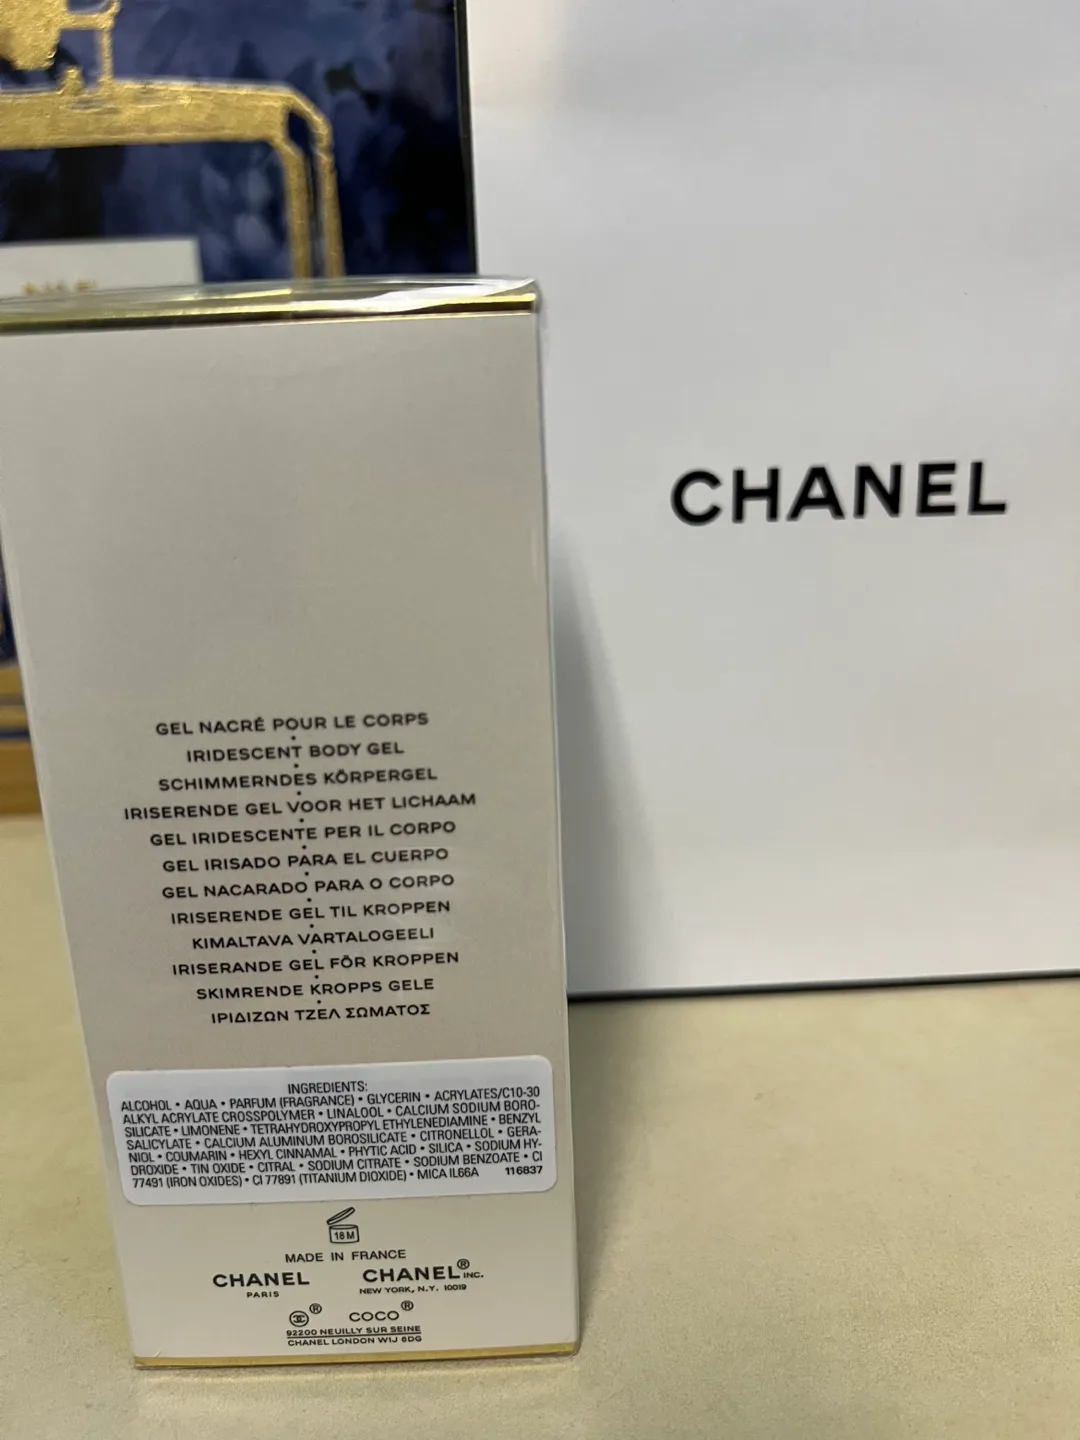 CHANEL
GEL NACRÉ POUR LE CORPS
•
IRIDESCENT BODY GEL
•
SCHIMMERNDES KÖRPERGEL
•
IRISERENDE GEL VOOR HET LICHAAM
•
GEL IRIDESCENTE PER IL CORPO
•
GEL IRISADO PARA EL CUERPO
•
GEL NACARADO PARA O CORPO
•
IRISERENDE GEL TIL KROPPEN
•
KIMALTAVA VARTALOGEELI
•
IRISERANDE GEL FÖR KROPPEN
•
SKIMRENDE KROPPS GELE
•
ΙΡΙΔΙΖΩΝ ΤΖΕΛ ΣΩΜΑΤΟΣ
INGREDIENTS:
ALCOHOL • AQUA • PARFUM (FRAGRANCE) • GLYCERIN • ACRYLATES/C10-30
ALKYL ACRYLATE CROSSPOLYMER • LINALOOL • CALCIUM SODIUM BORO-
SILICATE • LIMONENE • TETRAHYDROXYPROPYL ETHYLENEDIAMINE • BENZYL
SALICYLATE • CALCIUM ALUMINUM BOROSILICATE • CITRONELLOL • GERA-
NIOL • COUMARIN • HEXYL CINNAMAL • PHYTIC ACID • SILICA • SODIUM HY-
DROXIDE • TIN OXIDE • CITRAL • SODIUM CITRATE • SODIUM BENZOATE • CI
77491 (IRON OXIDES) • CI 77891 (TITANIUM DIOXIDE) • MICA IL66A 116837
18 M
MADE IN FRANCE
CHANEL CHANEL® INC.
PARIS NEW YORK, N.Y. 10019
® COCO®
92200 NEUILLY SUR SEINE
CHANEL LONDON W1J 6DG